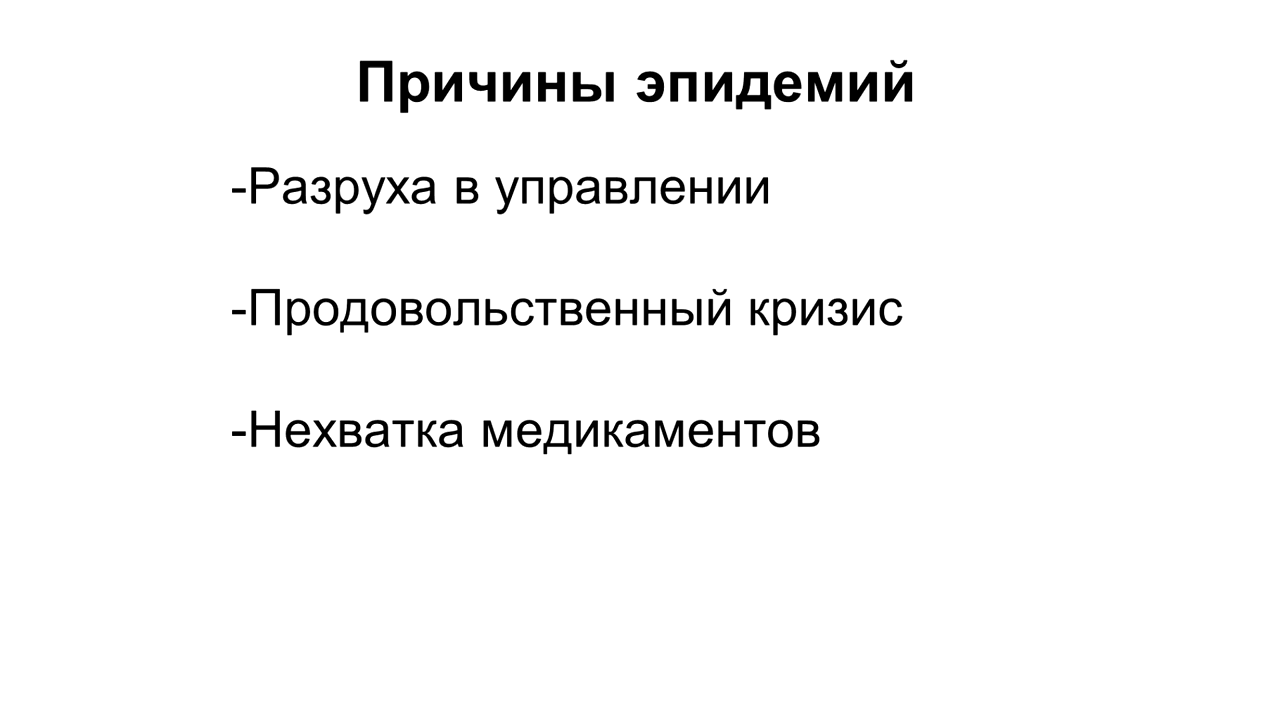 Причины эпидемий
-Разруха в управлении
-Продовольственный кризис
-Нехватка медикаментов